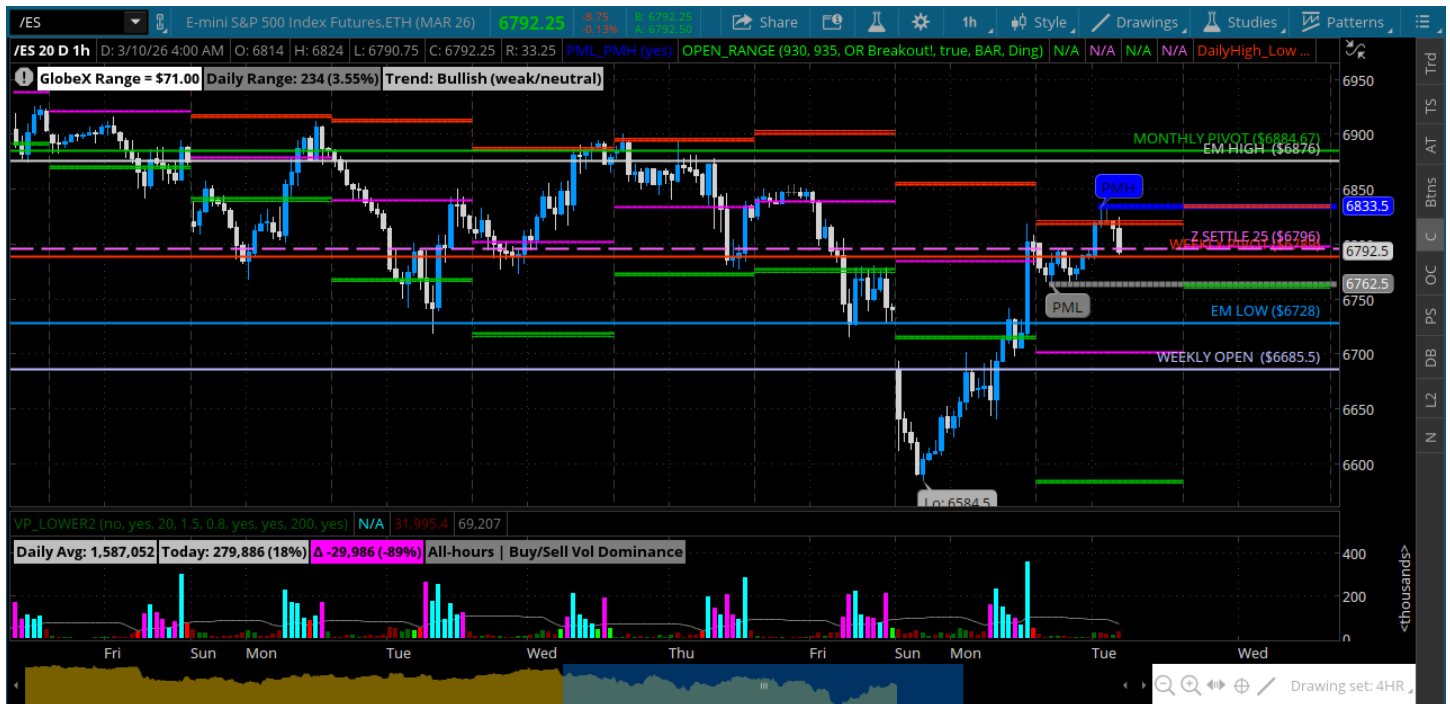 /ES E-mini S&P 500 Index Futures,ETH (MAR 26) 6792.25 -8.75 -0.13% B: 6792.25 A: 6792.50 Share 1h Style Drawings Studies Patterns
/ES 20 D 1h D: 3/10/26 4:00 AM O: 6814 H: 6824 L: 6790.75 C: 6792.25 R: 33.25 PML_PMH (yes) OPEN_RANGE (930, 935, OR Breakout!, true, BAR, Ding) N/A N/A N/A N/A DailyHigh_Low ...
GlobeX Range = $71.00 Daily Range: 234 (3.55%) Trend: Bullish (weak/neutral)
6950
6900
MONTHLY PIVOT ($6884.67)
EM HIGH ($6876)
6850
PMH
6833.5
Z SETTLE 25 ($6796)
6792.5
6762.5
PML
6750
EM LOW ($6728)
6700
WEEKLY OPEN ($6685.5)
6650
6600
Lo: 6584.5
VP_LOWER2 (no, yes, 20, 1.5, 0.8, yes, yes, 200, yes) N/A 31,995.4 69,207
Daily Avg: 1,587,052 Today: 279,886 (18%) Δ -29,986 (-89%) All-hours | Buy/Sell Vol Dominance
400
200
0
<thousands>
Fri Sun Mon Tue Wed Thu Fri Sun Mon Tue Wed
Drawing set: 4HR
Trd
TS
AT
Btns
C
OC
PS
DB
L2
N